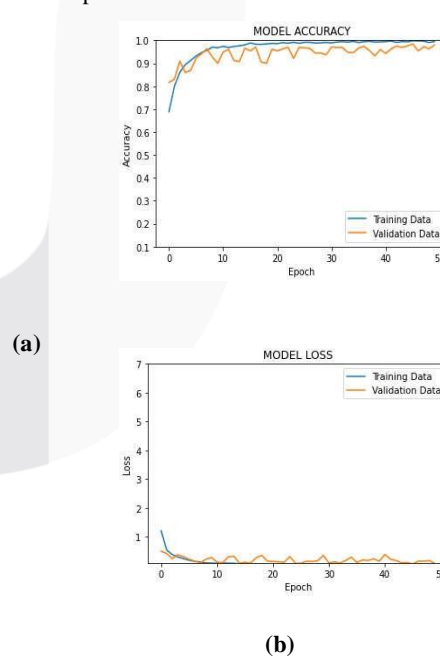 MODEL ACCURACY
1.0
0.9
0.8
0.7
0.6
0.5
0.4
0.3
0.2
0.1
Accuracy
0 10 20 30 40
Epoch
Training Data
Validation Data
(a)
MODEL LOSS
7
6
5
4
3
2
1
Loss
0 10 20 30 40
Epoch
Training Data
Validation Data
(b)